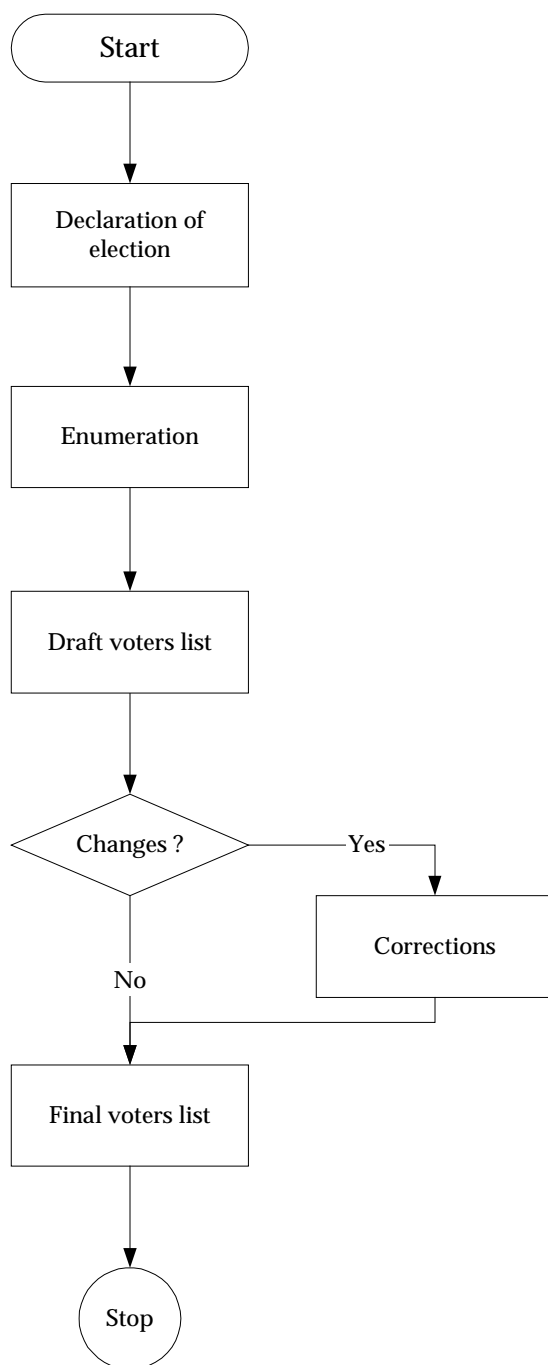 Start
Declaration of
election
Enumeration
Draft voters list
Changes ?
Yes
Corrections
No
Final voters list
Stop